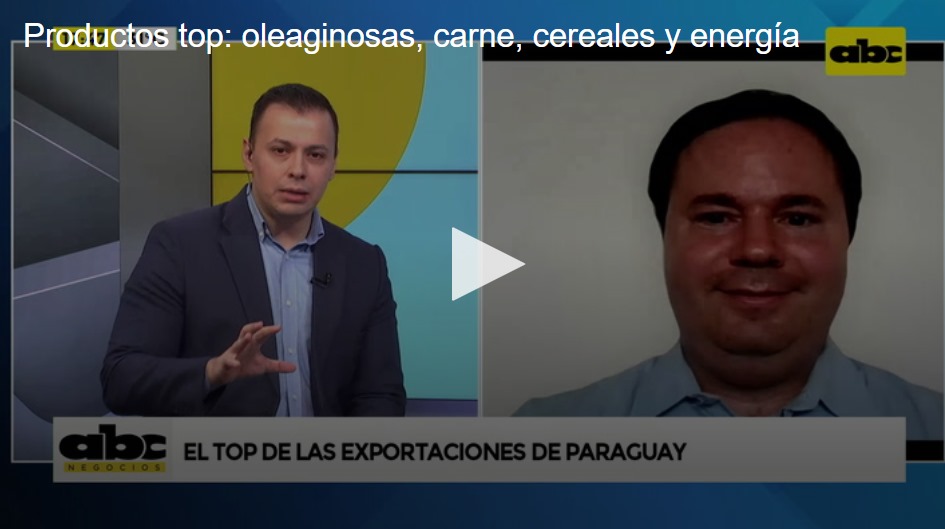 Productos top: oleaginosas, carne, cereales y energía
abc
abc
NEGOCIOS
EL TOP DE LAS EXPORTACIONES DE PARAGUAY